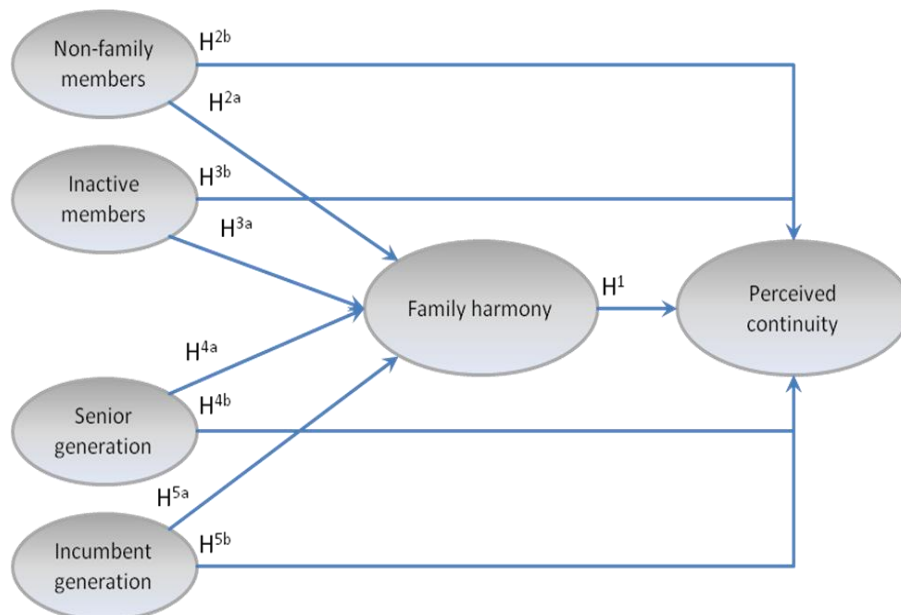 Non-family
members
H2b
H2a
Inactive
members
H3b
H3a
Family harmony
H1
Perceived
continuity
H4a
Senior
generation
H4b
H5a
Incumbent
generation
H5b